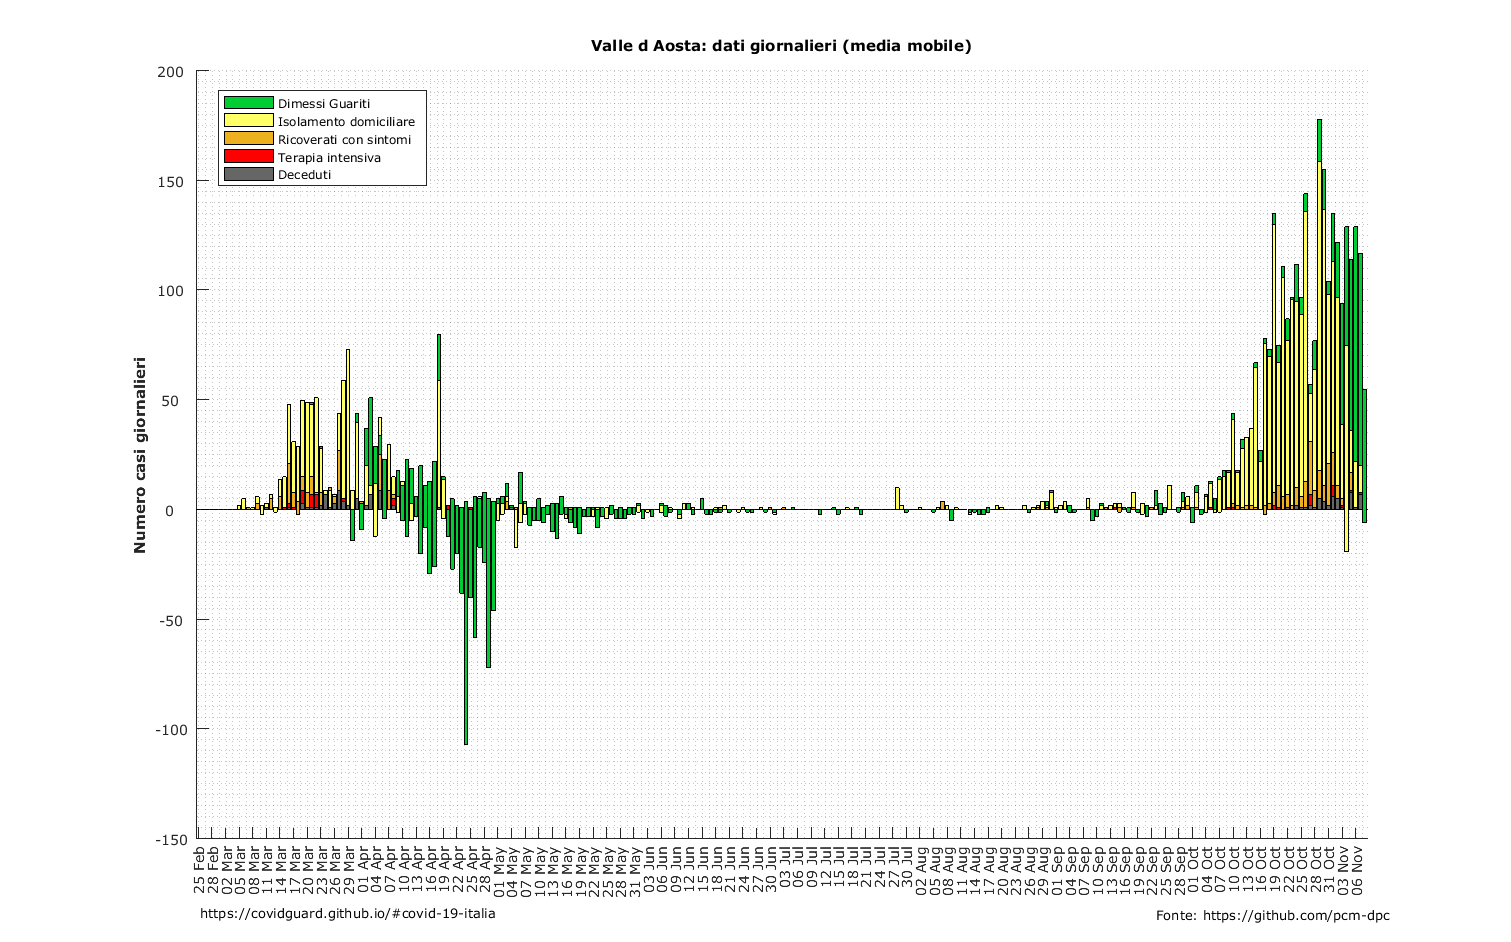 Valle d Aosta: dati giornalieri (media mobile)
Numero casi giornalieri
200
150
100
50
0
-50
-100
-150
Dimessi Guariti
Isolamento domiciliare
Ricoverati con sintomi
Terapia intensiva
Deceduti
25 Feb
28 Feb
02 Mar
05 Mar
08 Mar
11 Mar
14 Mar
17 Mar
20 Mar
23 Mar
26 Mar
29 Mar
01 Apr
04 Apr
07 Apr
10 Apr
13 Apr
16 Apr
19 Apr
22 Apr
25 Apr
28 Apr
01 May
04 May
07 May
10 May
13 May
16 May
19 May
22 May
25 May
28 May
31 May
03 Jun
06 Jun
09 Jun
12 Jun
15 Jun
18 Jun
21 Jun
24 Jun
27 Jun
30 Jun
03 Jul
06 Jul
09 Jul
12 Jul
15 Jul
18 Jul
21 Jul
24 Jul
27 Jul
30 Jul
02 Aug
05 Aug
08 Aug
11 Aug
14 Aug
17 Aug
20 Aug
23 Aug
26 Aug
29 Aug
01 Sep
04 Sep
07 Sep
10 Sep
13 Sep
16 Sep
19 Sep
22 Sep
25 Sep
28 Sep
01 Oct
04 Oct
07 Oct
10 Oct
13 Oct
16 Oct
19 Oct
22 Oct
25 Oct
28 Oct
31 Oct
03 Nov
06 Nov
https://covidguard.github.io/#covid-19-italia
Fonte: https://github.com/pcm-dpc